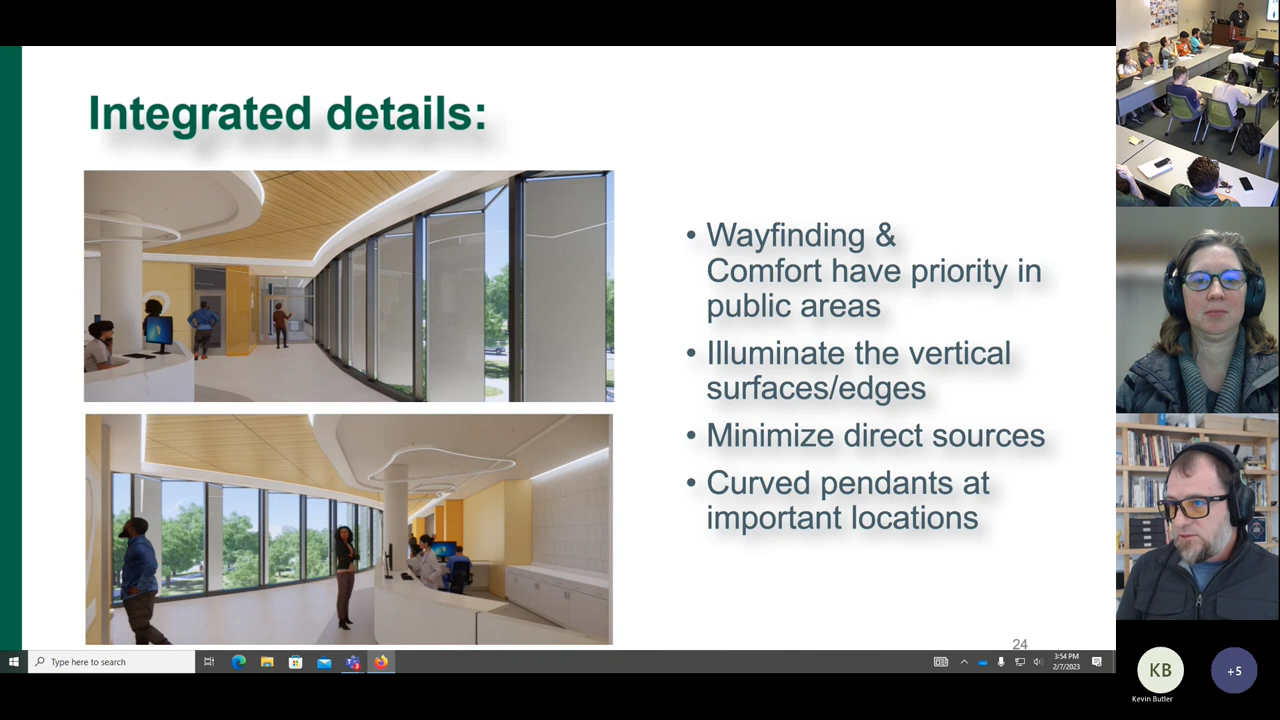 Integrated details:
• Wayfinding &
Comfort have priority in
public areas
• Illuminate the vertical
surfaces/edges
• Minimize direct sources
• Curved pendants at
important locations
24
Type here to search
3:54 PM
2/7/2023
KB
+5
Kevin Butler